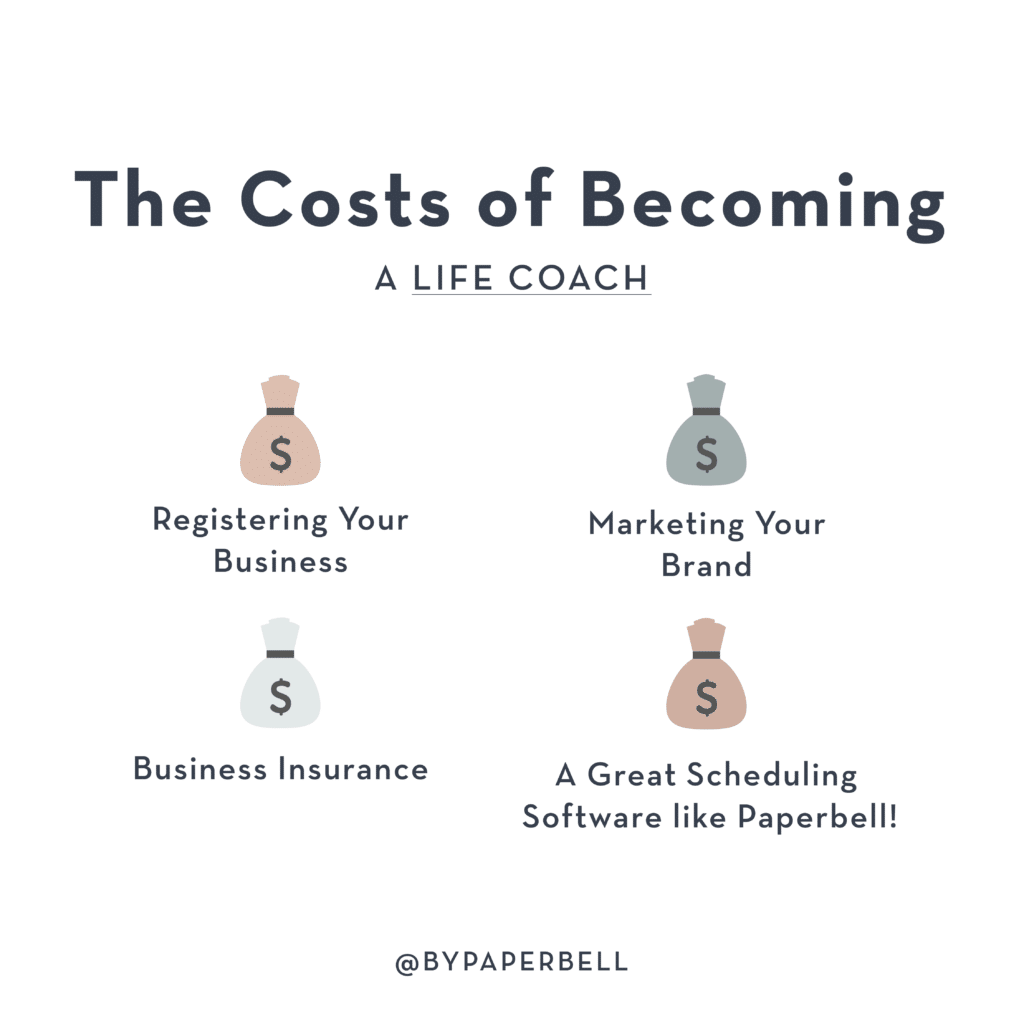 The Costs of Becoming
A LIFE COACH
$
$
Registering Your
Business
Marketing Your
Brand
$
$
Business Insurance
A Great Scheduling
Software like Paperbell!
@BYPAPERBELL